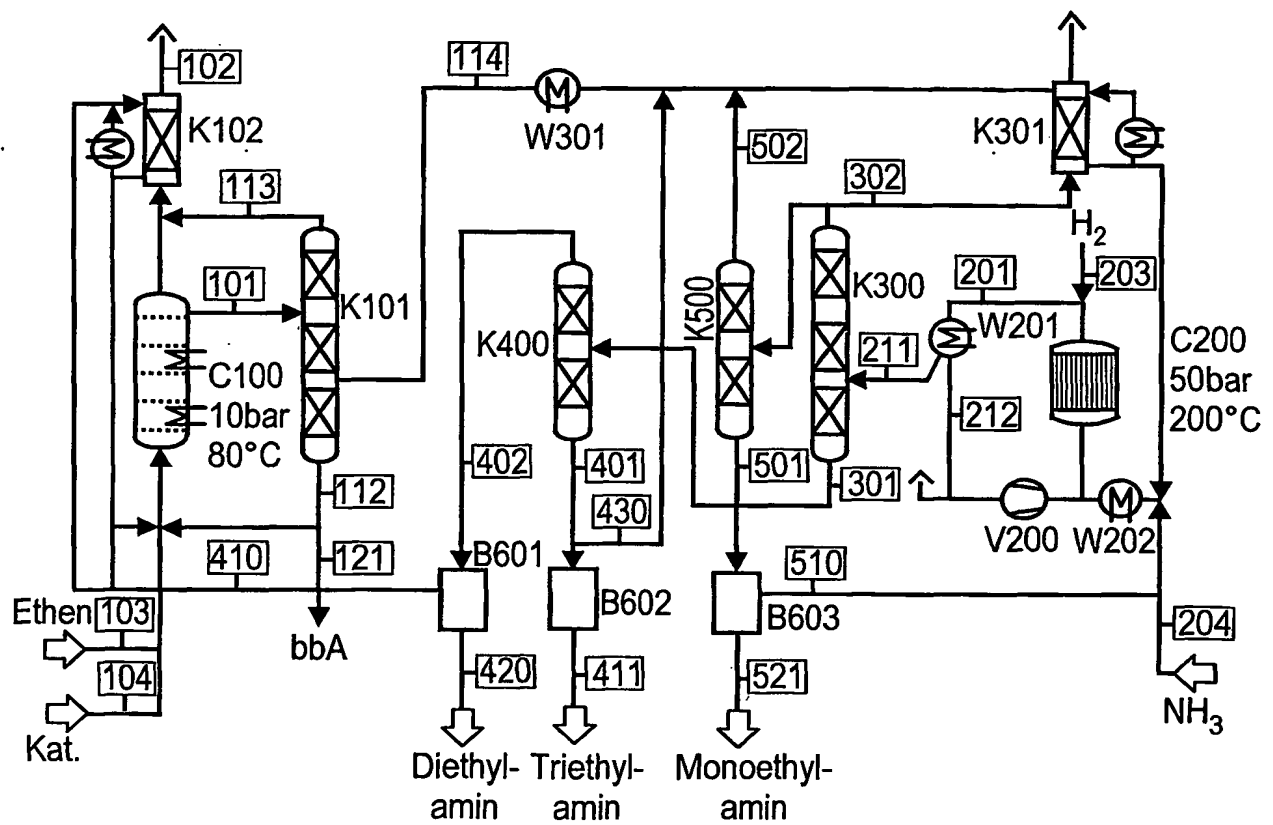 102
K102
114
W301
K301
113
502
302
H2
101
K101
K400
K500
K300
201
203
W201
211
C100
10bar
80°C
C200
50bar
200°C
212
402
401
501
301
112
430
V200
W202
410
121
B601
B602
510
B603
Ethen
103
bbA
204
104
420
411
521
Kat.
NH3
Diethyl-
amin
Triethyl-
amin
Monoethyl-
amin